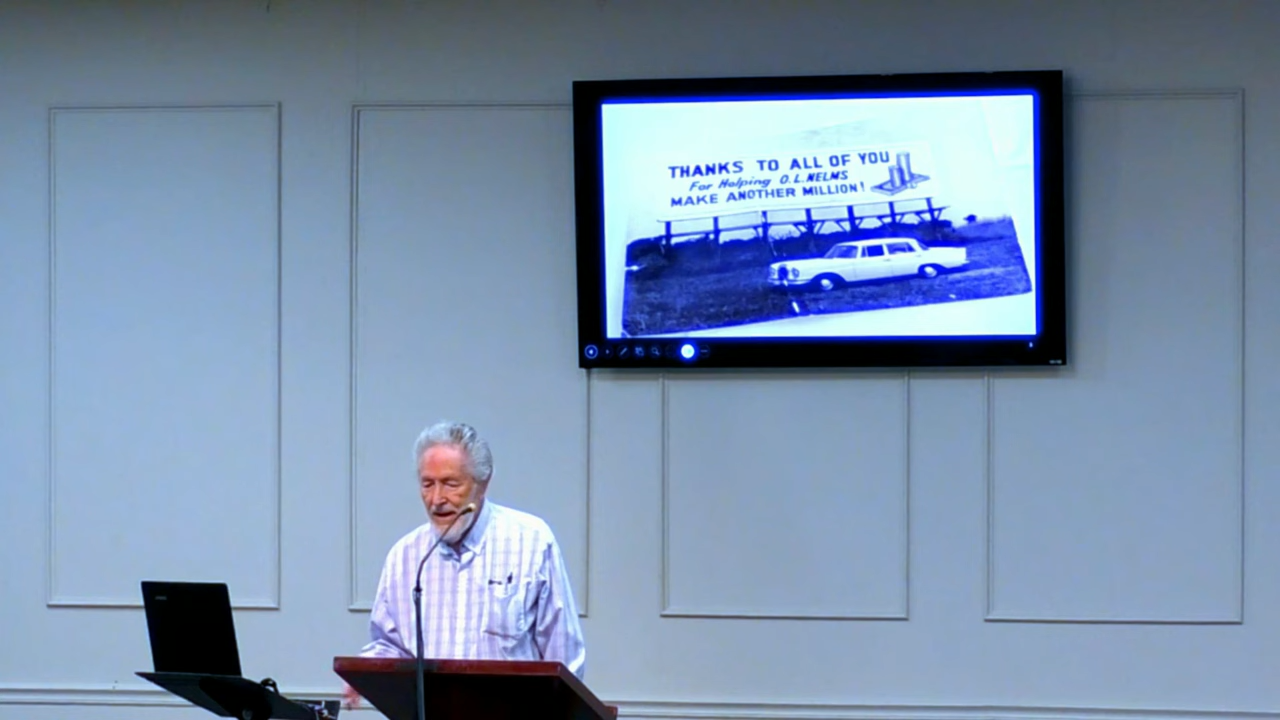 THANKS TO ALL OF YOU
For Helping O.L. NELMS
MAKE ANOTHER MILLION!